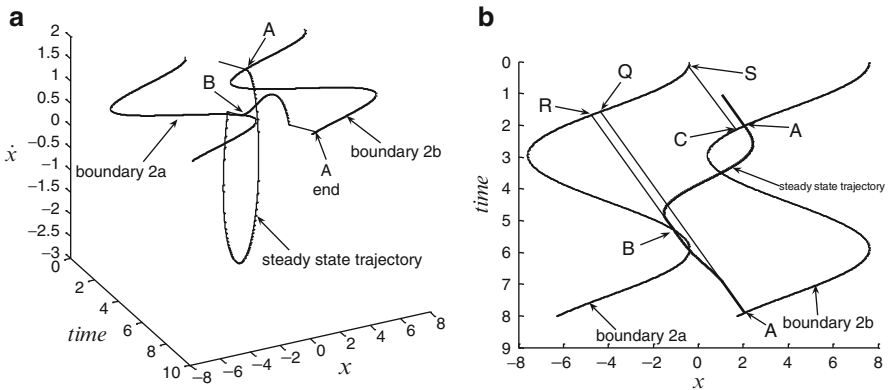 a
2
1.5
1
0.5
0
−0.5
−1
−1.5
−2
−2.5
−3
ẋ
A
B
boundary 2a
boundary 2b
A
end
steady state trajectory
0
2
4
6
8
10
time
−8
−6
−4
−2
0
2
4
6
8
x
b
0
1
2
3
4
5
6
7
8
9
time
S
Q
R
C
A
steady state trajectory
B
A
boundary 2a
boundary 2b
−8
−6
−4
−2
0
2
4
6
8
x